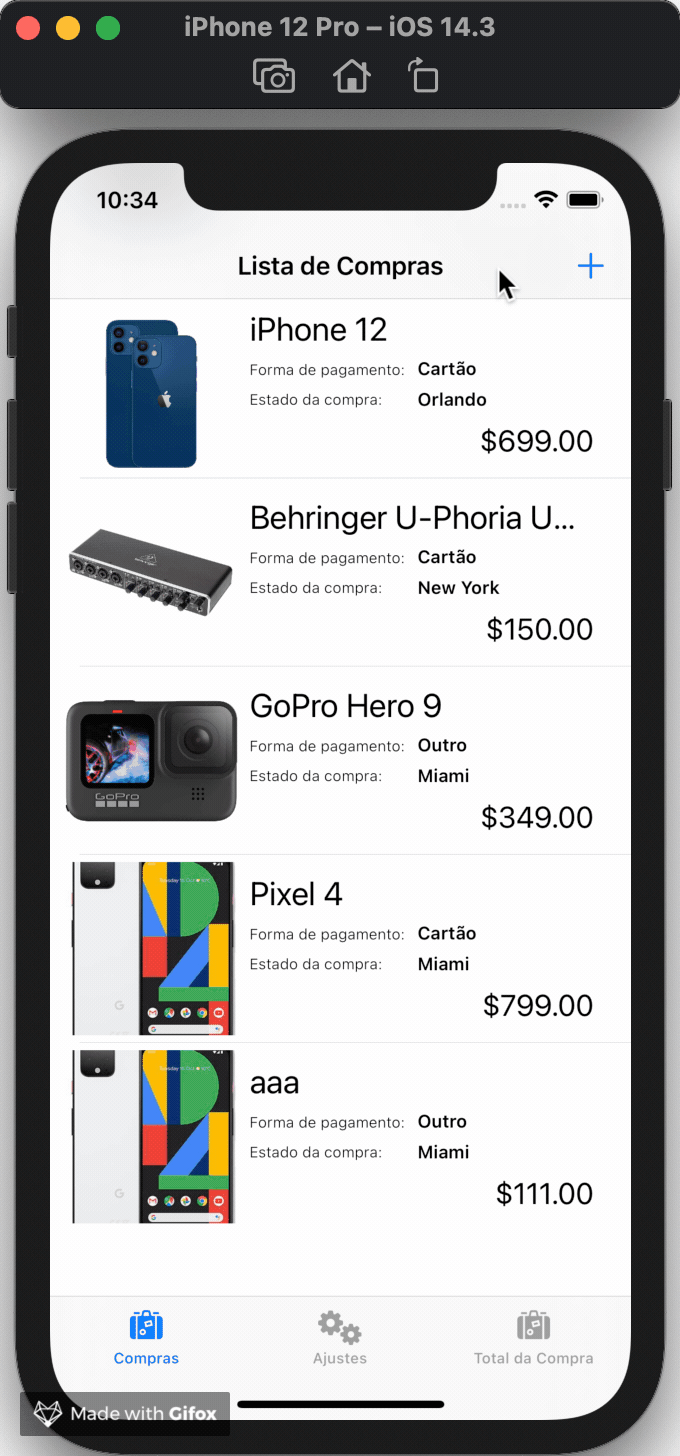 iPhone 12 Pro – iOS 14.3
10:34
Lista de Compras
iPhone 12
Forma de pagamento: Cartão
Estado da compra: Orlando
$699.00
Behringer U-Phoria U...
Forma de pagamento: Cartão
Estado da compra: New York
$150.00
GoPro Hero 9
Forma de pagamento: Outro
Estado da compra: Miami
$349.00
GoPro
Pixel 4
Forma de pagamento: Cartão
Estado da compra: Miami
$799.00
aaa
Forma de pagamento: Outro
Estado da compra: Miami
$111.00
Compras
Ajustes
Total da Compra
Made with Gifox